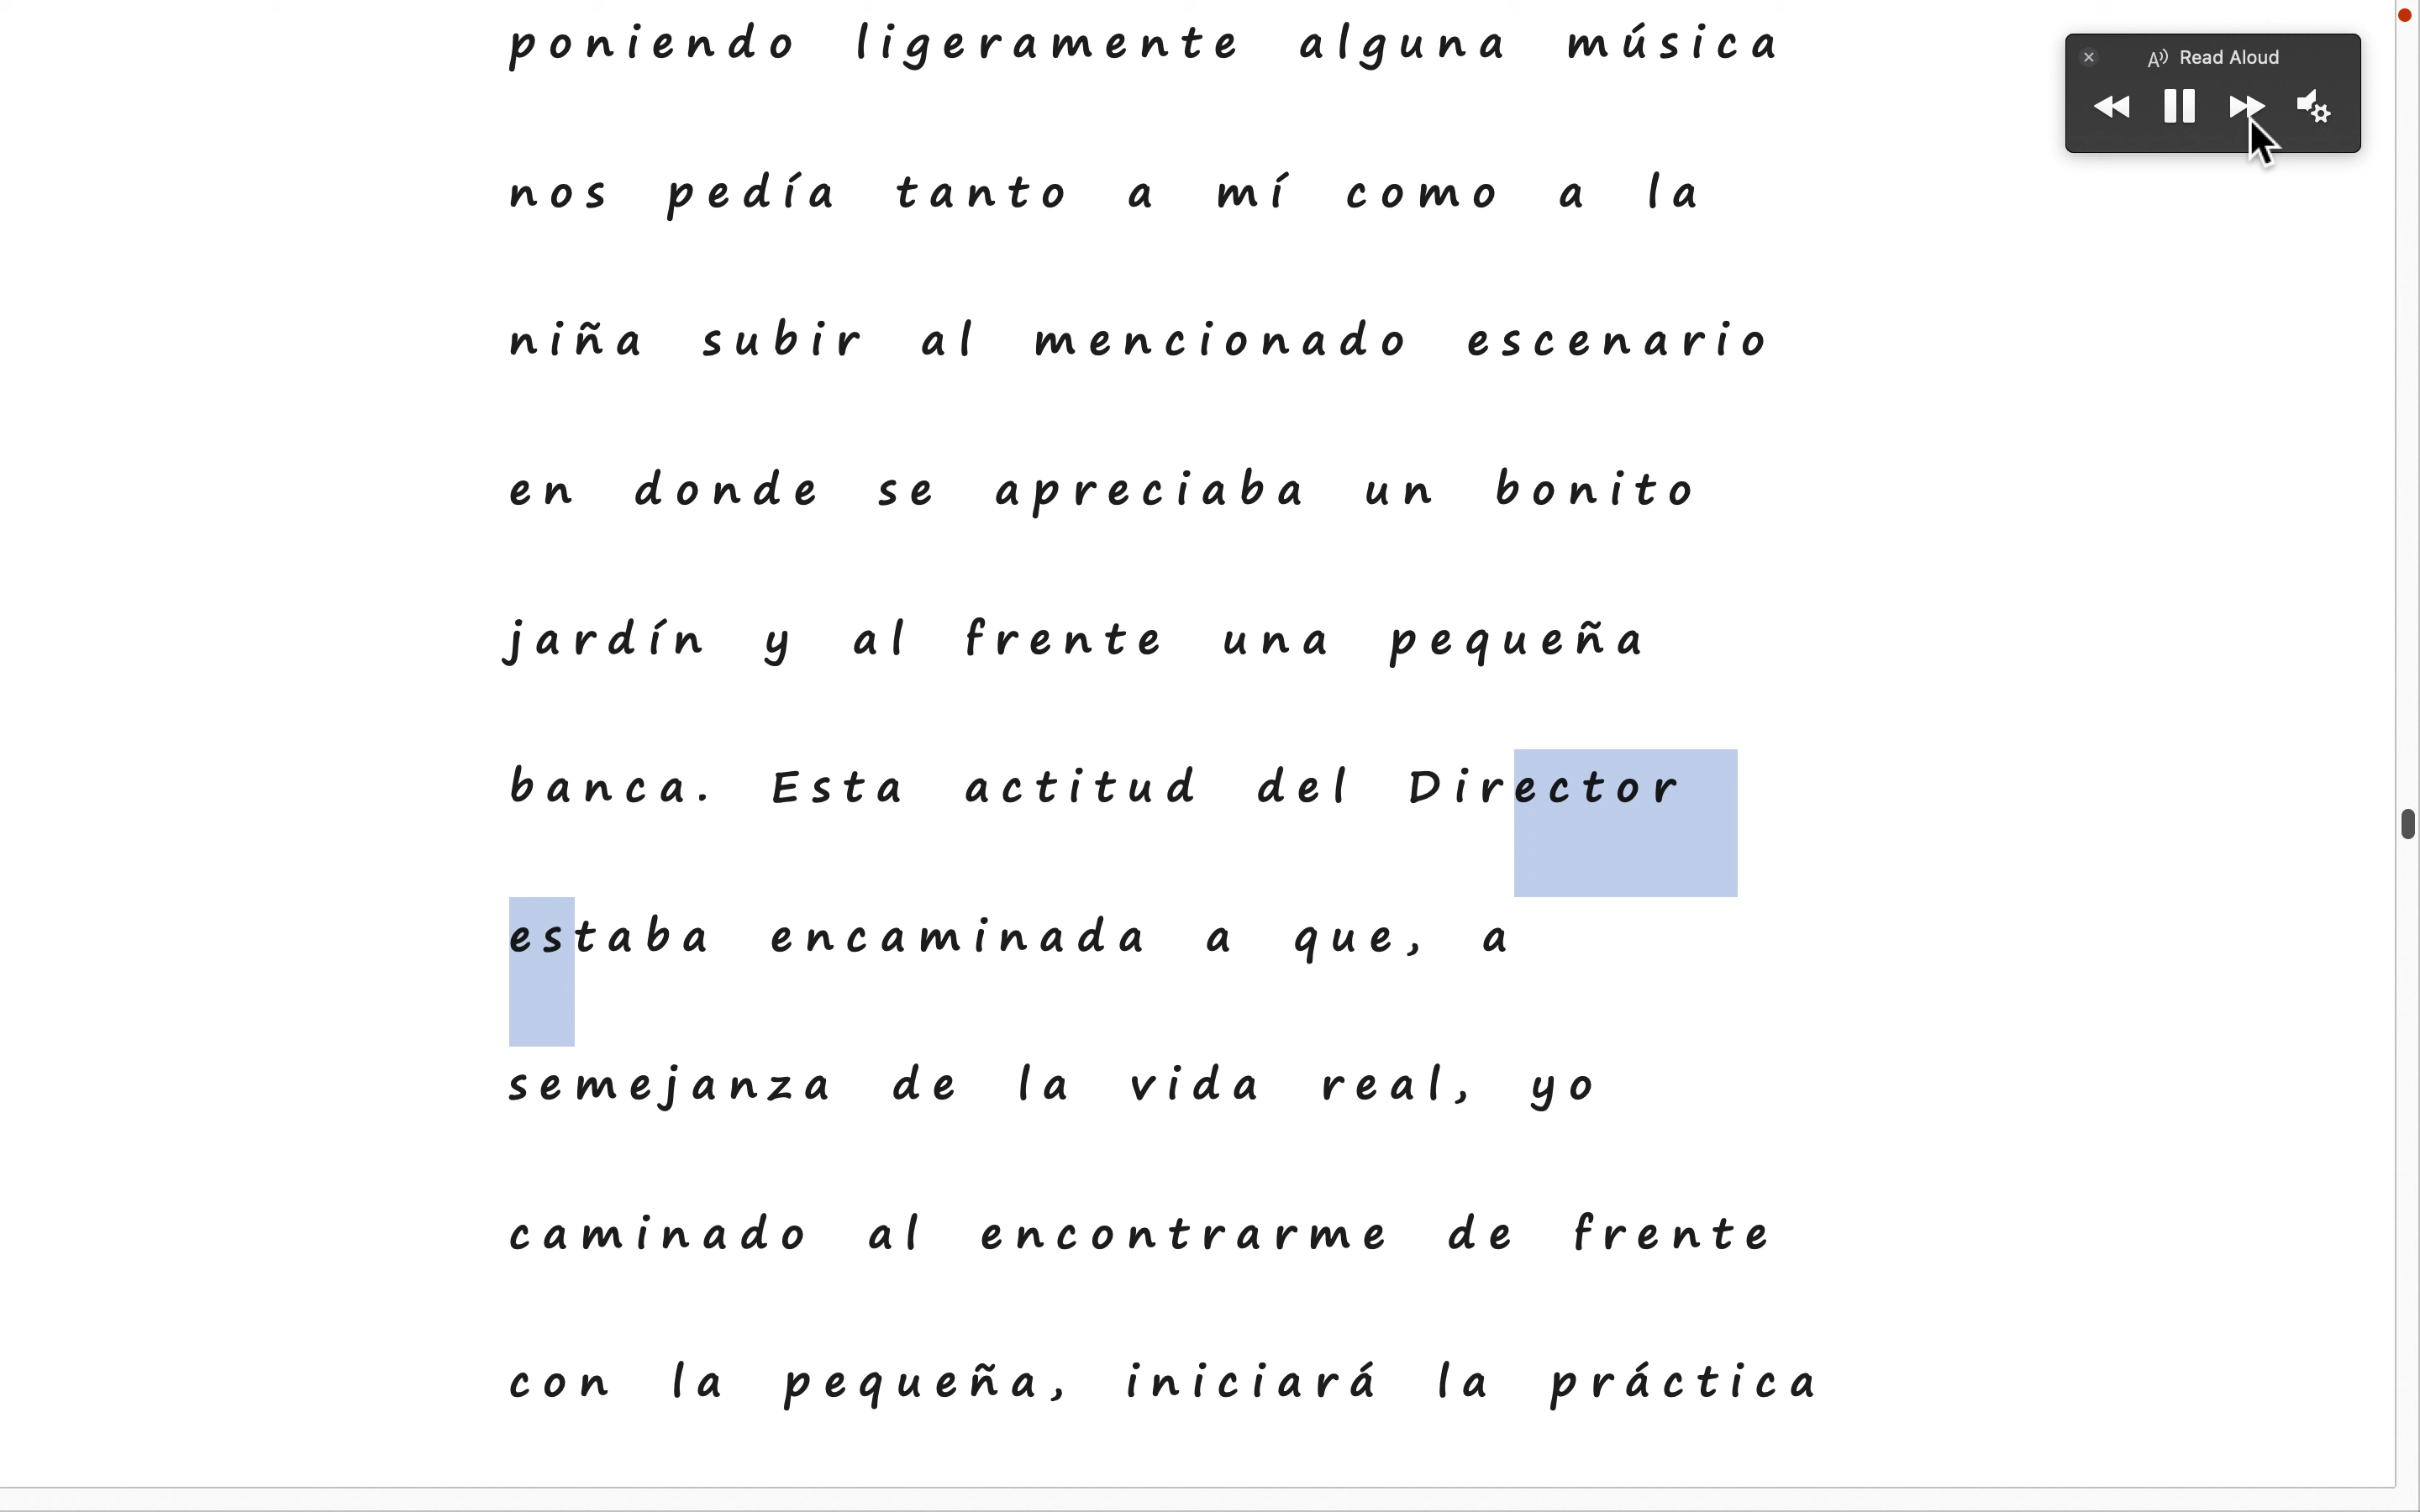 poniendo ligeramente alguna música
Read Aloud
nos pedía tanto a mí como a la
niña subir al mencionado escenario
en donde se apreciaba un bonito
jardín y al frente una pequeña
banca. Esta actitud del Director
estaba encaminada a que, a
semejanza de la vida real, yo
caminado al encontrarme de frente
con la pequeña, iniciará la práctica